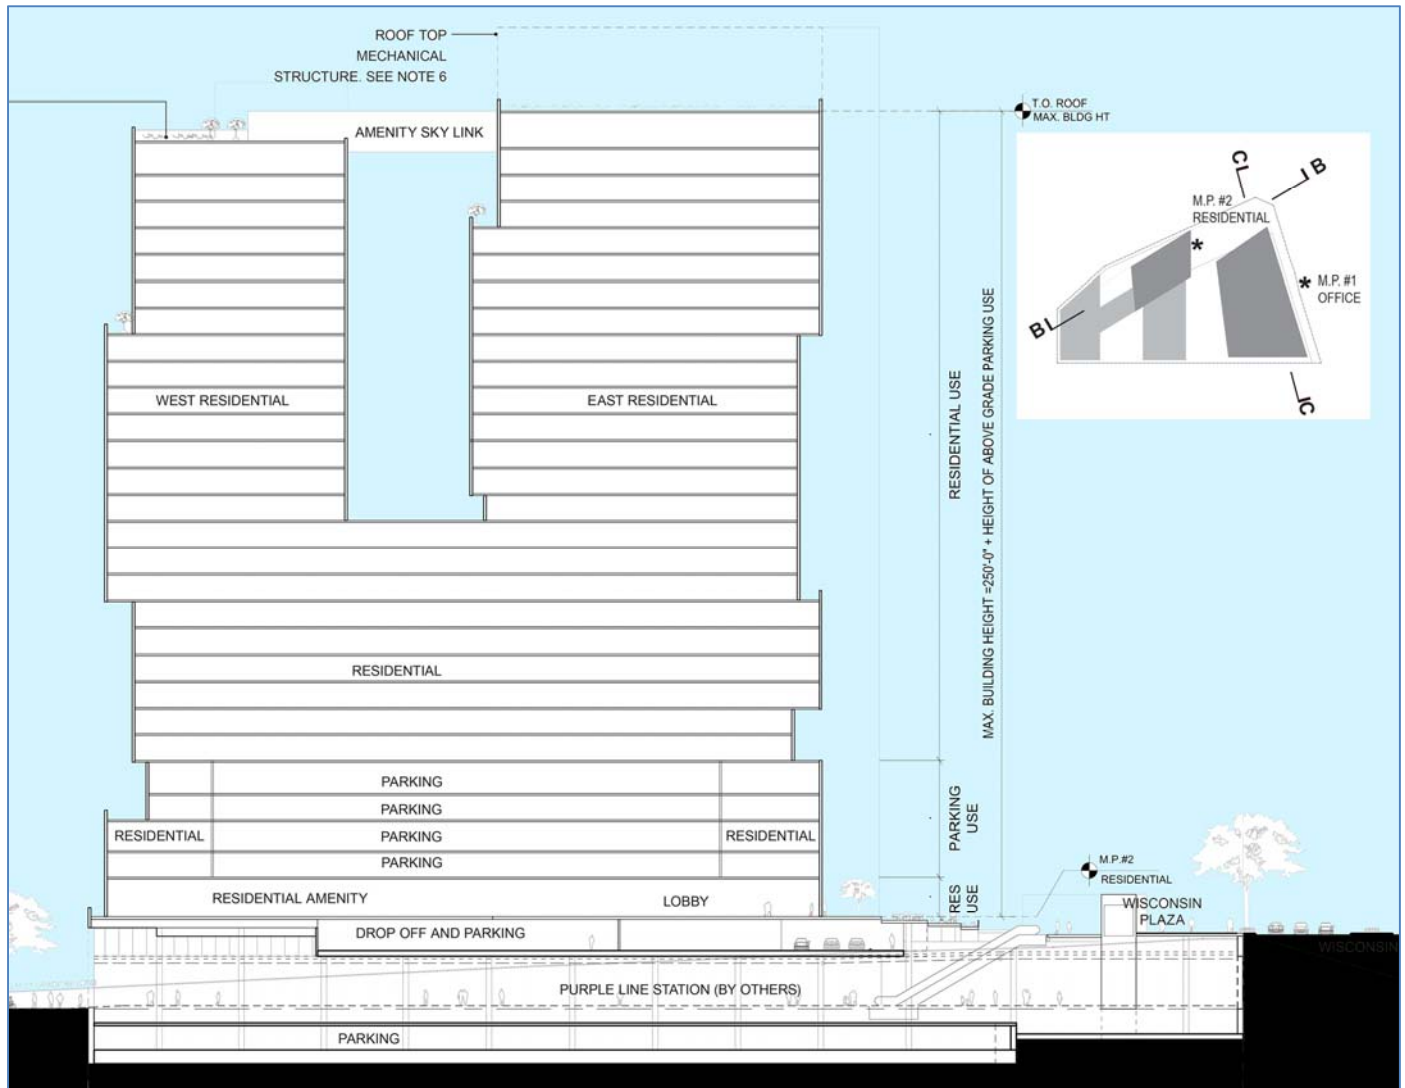 ROOF TOP
MECHANICAL
STRUCTURE. SEE NOTE 6
AMENITY SKY LINK
T.O. ROOF
MAX. BLDG HT
C
B
M.P. #2
RESIDENTIAL
*
* M.P. #1
OFFICE
B
C
WEST RESIDENTIAL
EAST RESIDENTIAL
RESIDENTIAL USE
MAX. BUILDING HEIGHT =250'-0" + HEIGHT OF ABOVE GRADE PARKING USE
RESIDENTIAL
PARKING
PARKING
RESIDENTIAL
PARKING
RESIDENTIAL
PARKING
PARKING
USE
RESIDENTIAL AMENITY
LOBBY
RES
USE
M.P.#2
RESIDENTIAL
WISCONSIN
PLAZA
DROP OFF AND PARKING
WISCONSIN
PURPLE LINE STATION (BY OTHERS)
PARKING